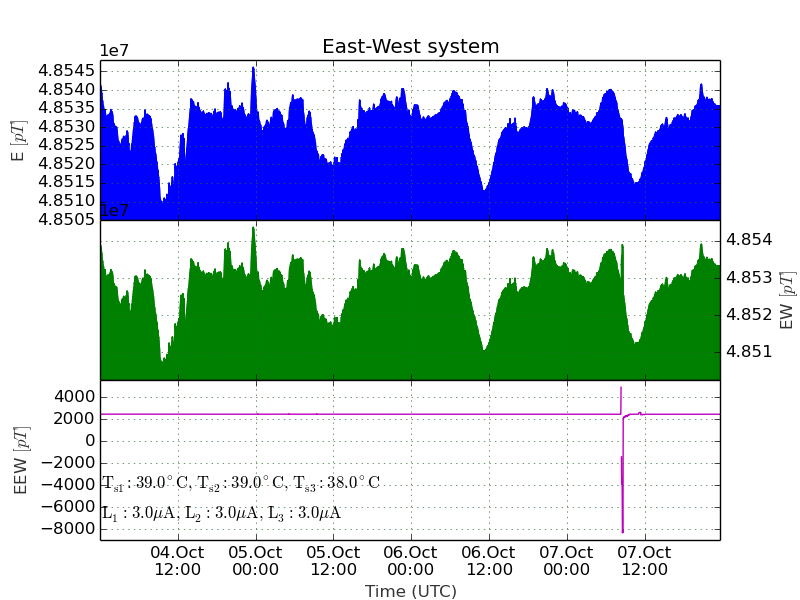 East-West system
1e7
4.8545
4.8540
4.8535
4.8530
4.8525
4.8520
4.8515
4.8510
4.8505
E [pT]
1e7
4.854
4.853
4.852
4.851
EW [pT]
4000
2000
0
−2000
−4000
−6000
−8000
EEW [pT]
T_s1 : 39.0°C, T_s2 : 39.0°C, T_s3 : 38.0°C
L_1 : 3.0μA, L_2 : 3.0μA, L_3 : 3.0μA
04.Oct 05.Oct 05.Oct 06.Oct 06.Oct 07.Oct 07.Oct
12:00 00:00 12:00 00:00 12:00 00:00 12:00
Time (UTC)